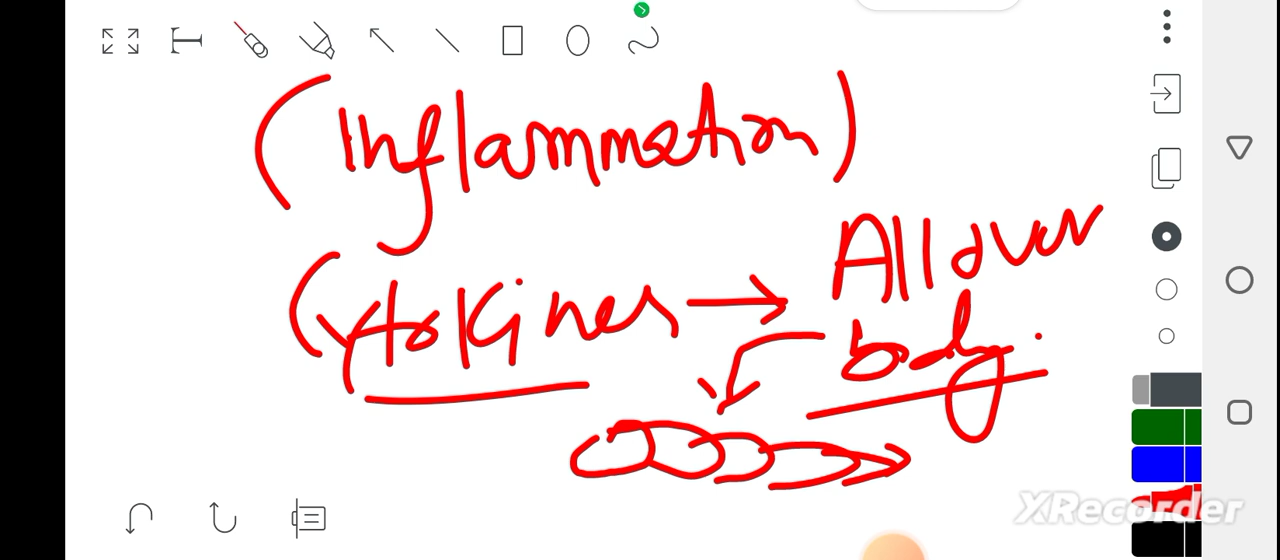 (Inflammation)
Cytokines → All over
body.
XRecorder